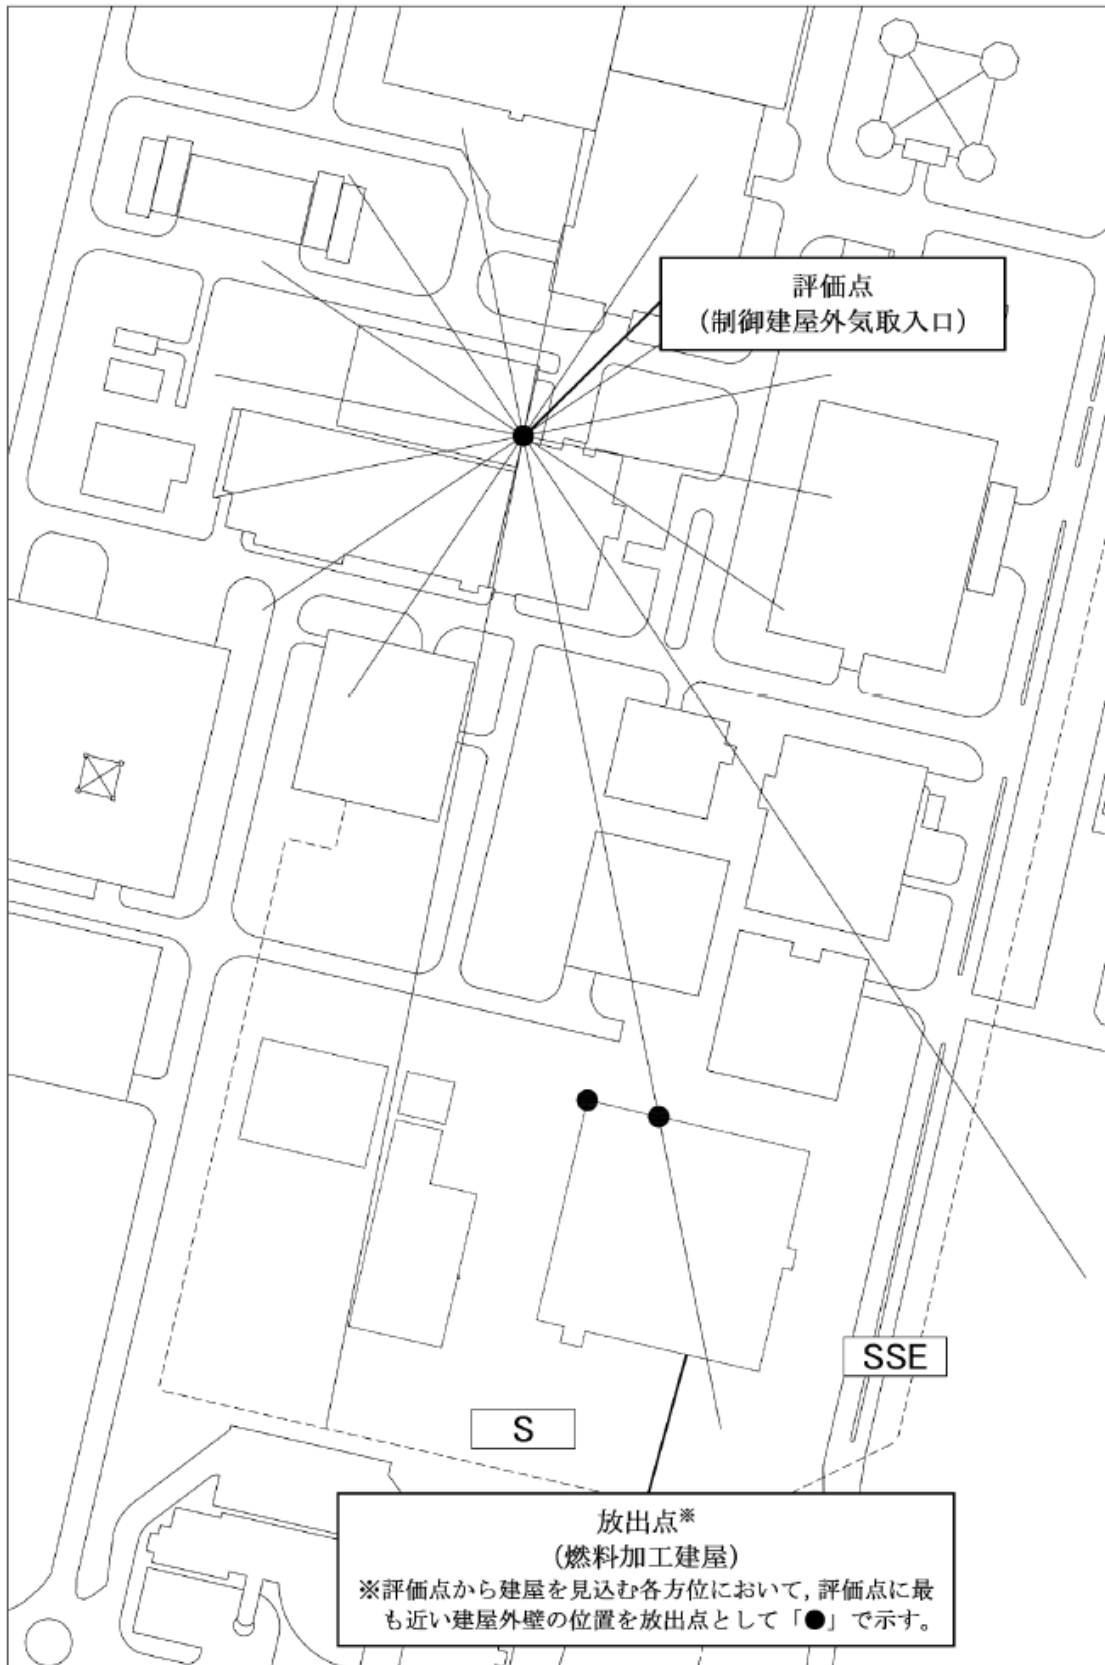 評価点
(制御建屋外気取入口)
SSE
S
放出点※
(燃料加工建屋)
※評価点から建屋を見込む各方位において,評価点に最
も近い建屋外壁の位置を放出点として「●」で示す。